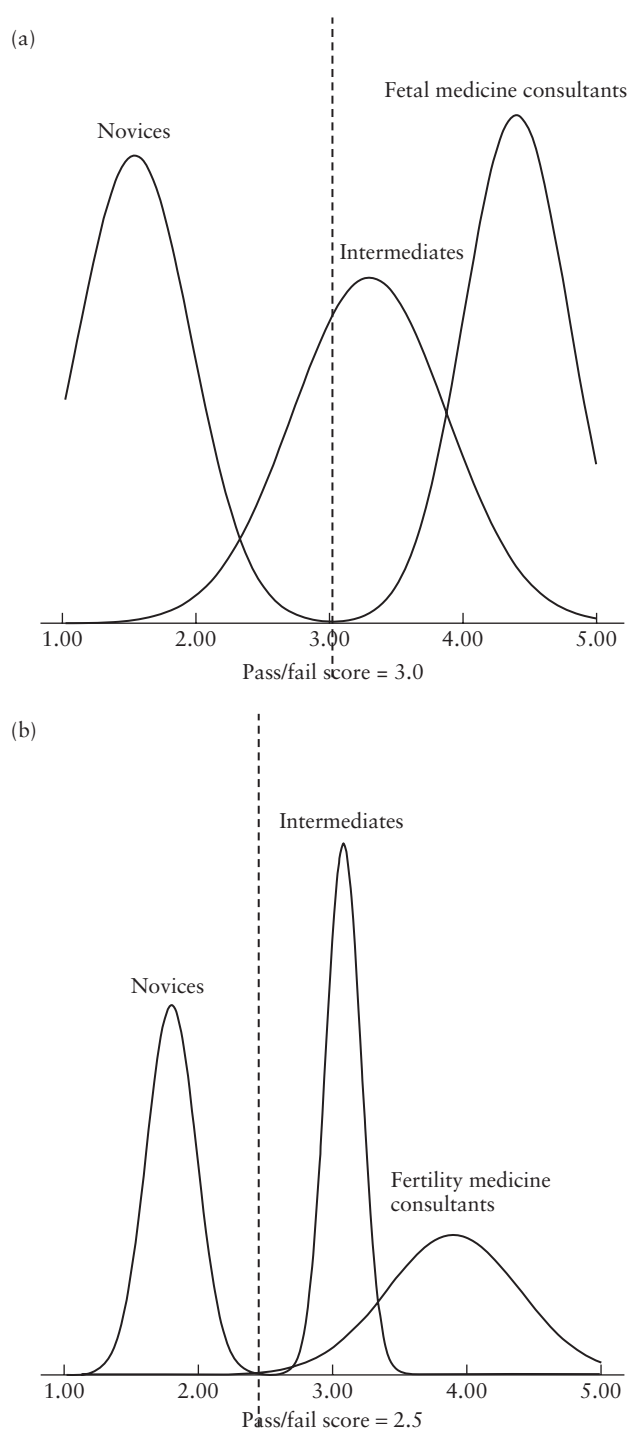 (a)
Fetal medicine consultants
Novices
Intermediates
1.00 2.00 3.00 4.00 5.00
Pass/fail score = 3.0
(b)
Intermediates
Novices
Fertility medicine
consultants
1.00 2.00 3.00 4.00 5.00
Pass/fail score = 2.5